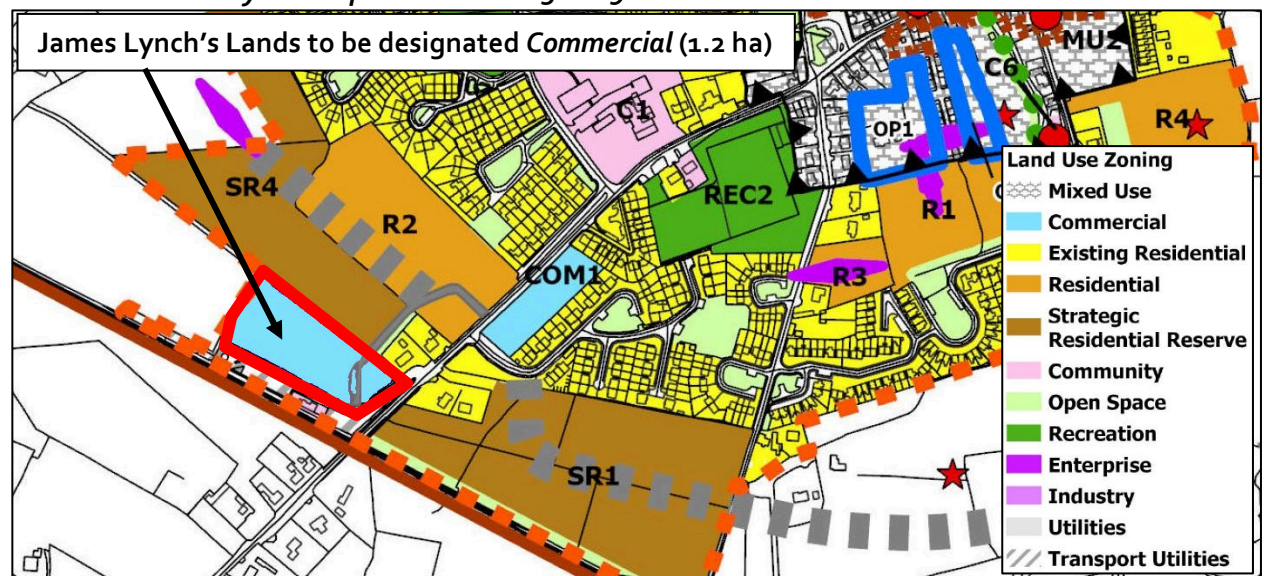 James Lynch's Lands to be designated Commercial (1.2 ha)
MU2
C6
C1
OP1
R4
SR4
REC2
R2
R1
COM1
R3
SR1
Land Use Zoning
Mixed Use
Commercial
Existing Residential
Residential
Strategic
Residential Reserve
Community
Open Space
Recreation
Enterprise
Industry
Utilities
Transport Utilities